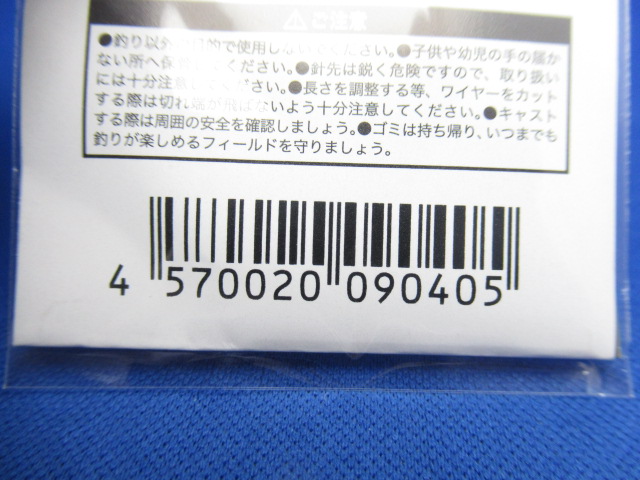 ご注意
●釣り以外の目的で使用しないでください。●子供や幼児の手の届か
ない所へ保管してください。●針先は鋭く危険ですので、取り扱い
には十分注意してください。●長さを調整する等、ワイヤーをカット
する際は切れ端が飛ばないよう十分注意してください。●キャスト
する際は周囲の安全を確認しましょう。●ゴミは持ち帰り、いつまでも
釣りが楽しめるフィールドを守りましょう。
4 570020 090405